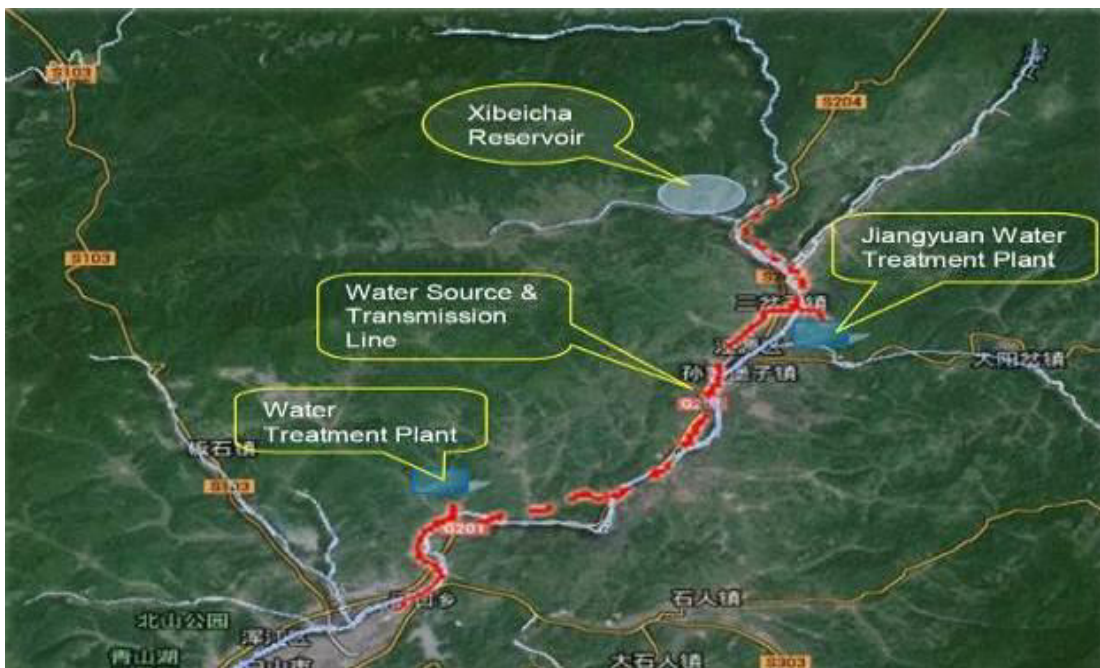 S103
S204
Xibeicha
Reservoir
Jiangyuan Water
Treatment Plant
S103
Water Source &
Transmission
Line
大阳岔镇
Water
Treatment Plant
板石镇
S103
G201
石人镇
北山公园
青山湖
大石人镇
S303